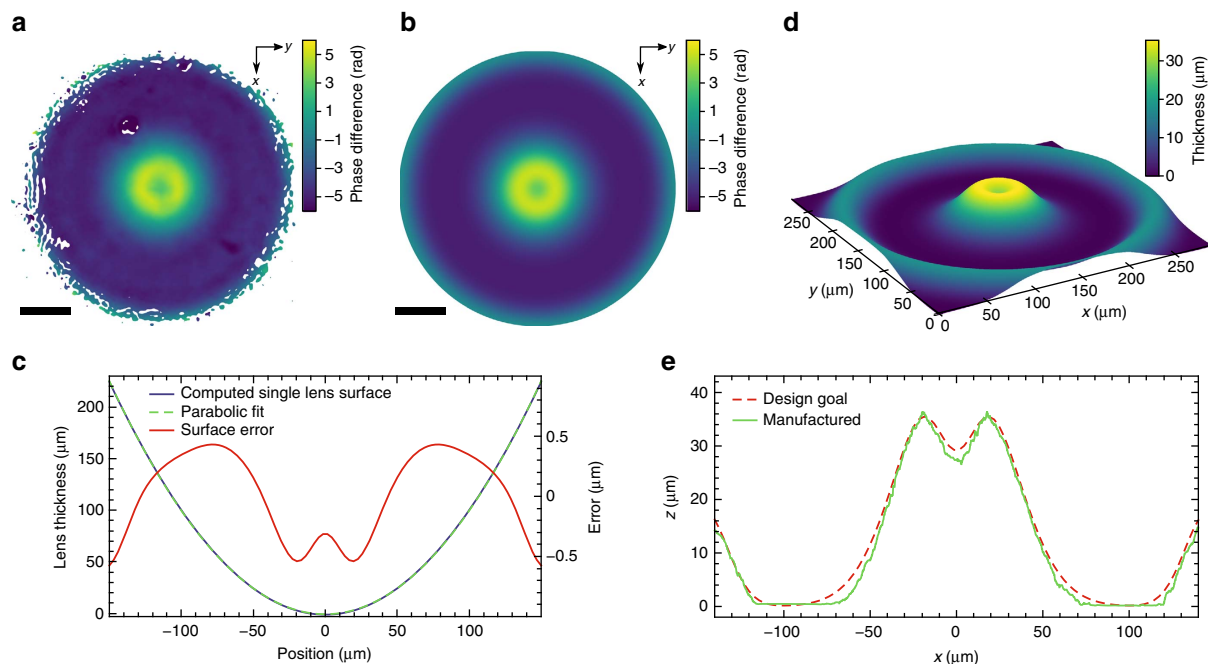 a
y
x
5
3
1
−1
−3
−5
Phase difference (rad)
b
y
x
5
3
1
−1
−3
−5
Phase difference (rad)
d
30
20
10
0
Thickness (μm)
250
200
150
100
50
0
y (μm)
0
50
100
150
200
250
x (μm)
c
Computed single lens surface
Parabolic fit
Surface error
200
150
100
50
0
Lens thickness (μm)
0.5
0
−0.5
Error (μm)
−100 −50 0 50 100
Position (μm)
e
Design goal
Manufactured
40
30
20
10
0
z (μm)
−100 −50 0 50 100
x (μm)